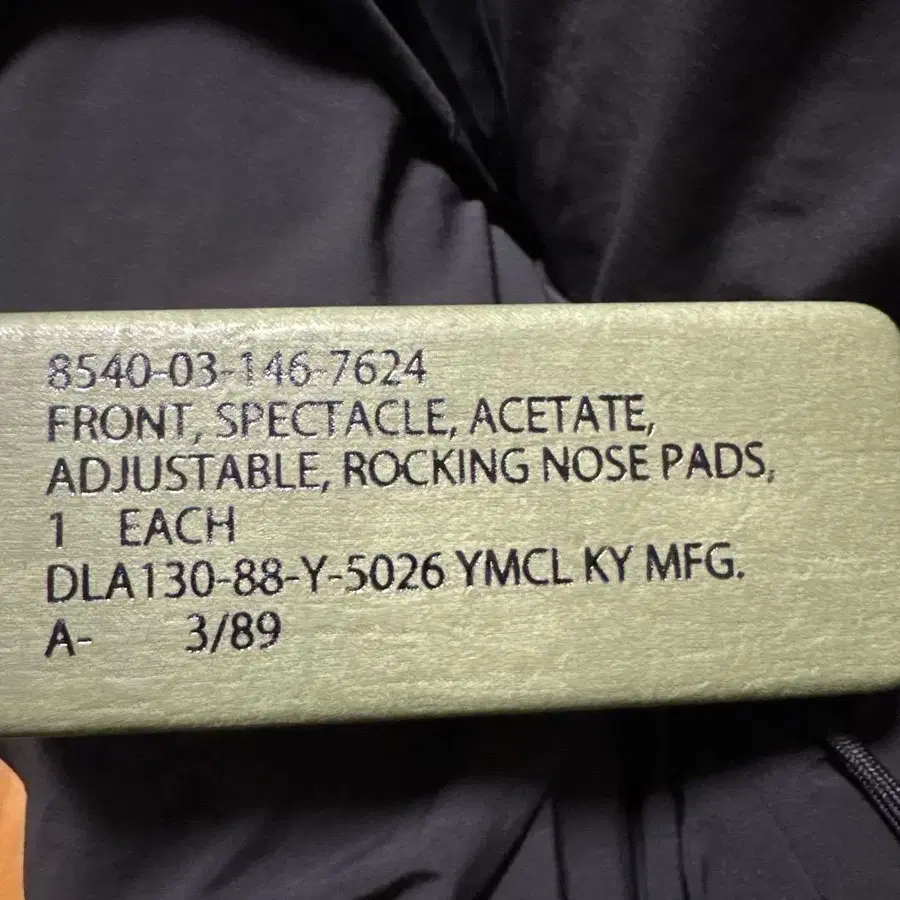 8540-03-146-7624
FRONT, SPECTACLE, ACETATE,
ADJUSTABLE, ROCKING NOSE PADS,
1 EACH
DLA130-88-Y-5026 YMCL KY MFG.
A- 3/89